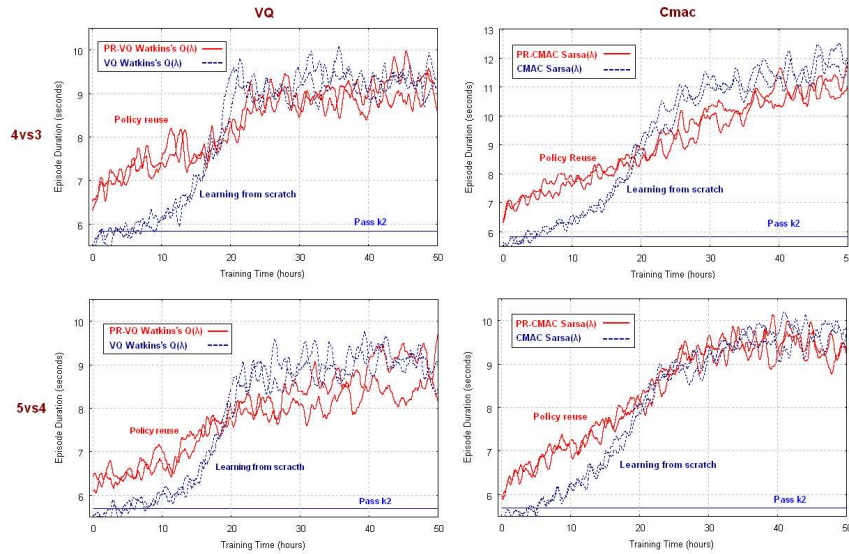 VQ
Cmac
4vs3
PR-VQ Watkins's Q(λ)
VQ Watkins's Q(λ)
Policy reuse
Learning from scratch
Pass k2
Episode Duration (seconds)
10
9
8
7
6
0
10
20
30
40
50
Training Time (hours)
PR-CMAC Sarsa(λ)
CMAC Sarsa(λ)
Policy Reuse
Learning from scratch
Pass k2
Episode Duration (seconds)
13
12
11
10
9
8
7
6
0
10
20
30
40
50
Training Time (hours)
5vs4
PR-VQ Watkins's Q(λ)
VQ Watkins's Q(λ)
Policy reuse
Learning from scracth
Pass k2
Episode Duration (seconds)
10
9
8
7
6
0
10
20
30
40
50
Training Time (hours)
PR-CMAC Sarsa(λ)
CMAC Sarsa(λ)
Policy reuse
Learning from scratch
Pass k2
Episode Duration (seconds)
10
9
8
7
6
0
10
20
30
40
50
Training Time (hours)